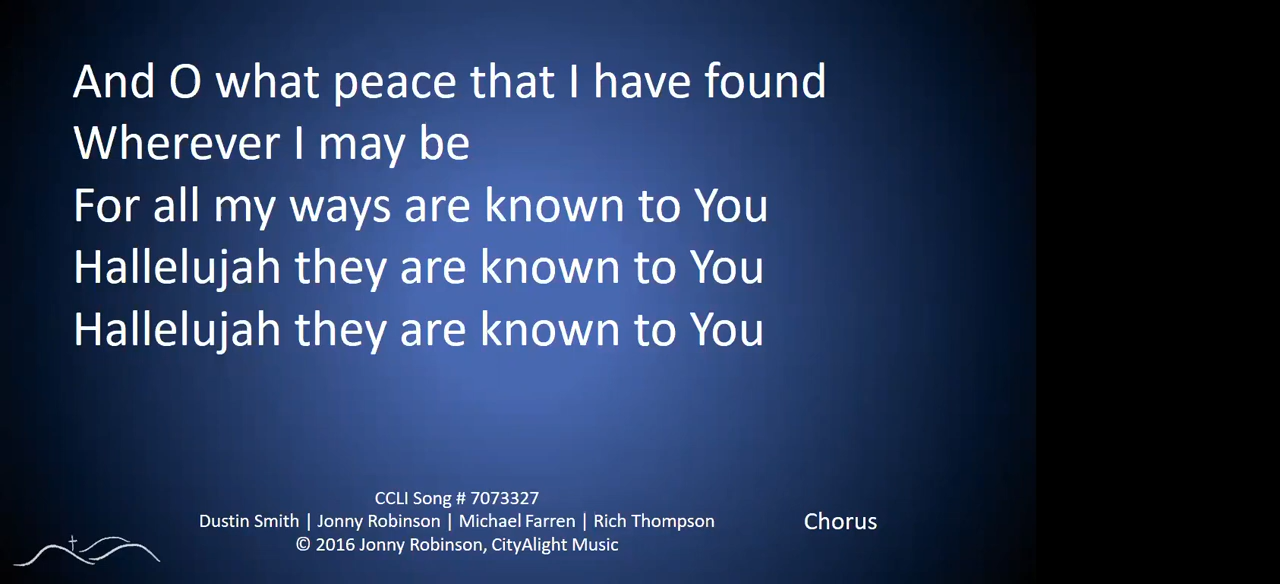 And O what peace that I have found
Wherever I may be
For all my ways are known to You
Hallelujah they are known to You
Hallelujah they are known to You
CCLI Song # 7073327
Dustin Smith | Jonny Robinson | Michael Farren | Rich Thompson
© 2016 Jonny Robinson, CityAlight Music
Chorus